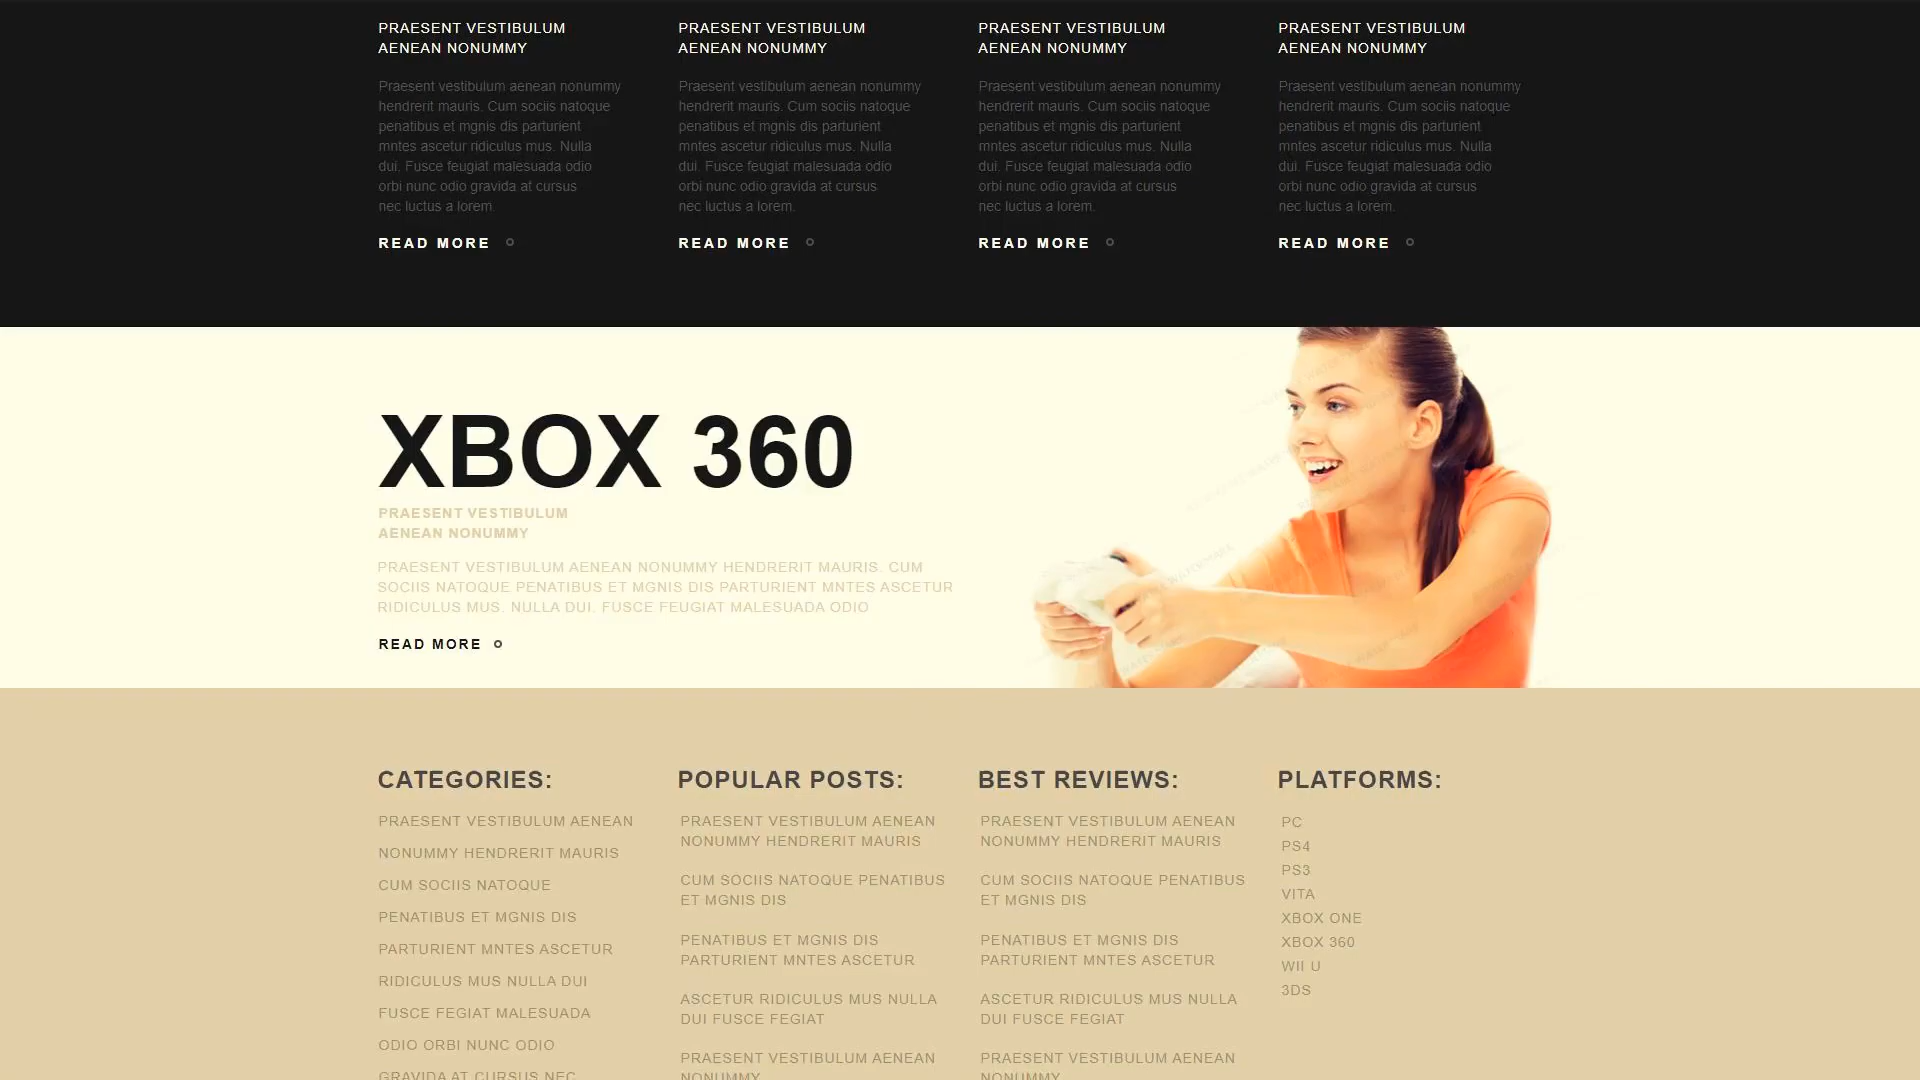 PRAESENT VESTIBULUM
AENEAN NONUMMY
Praesent vestibulum aenean nonummy
hendrerit mauris. Cum sociis natoque
penatibus et mgnis dis parturient
mntes ascetur ridiculus mus. Nulla
dui. Fusce feugiat malesuada odio
orbi nunc odio gravida at cursus
nec luctus a lorem.
READ MORE
PRAESENT VESTIBULUM
AENEAN NONUMMY
Praesent vestibulum aenean nonummy
hendrerit mauris. Cum sociis natoque
penatibus et mgnis dis parturient
mntes ascetur ridiculus mus. Nulla
dui. Fusce feugiat malesuada odio
orbi nunc odio gravida at cursus
nec luctus a lorem.
READ MORE
PRAESENT VESTIBULUM
AENEAN NONUMMY
Praesent vestibulum aenean nonummy
hendrerit mauris. Cum sociis natoque
penatibus et mgnis dis parturient
mntes ascetur ridiculus mus. Nulla
dui. Fusce feugiat malesuada odio
orbi nunc odio gravida at cursus
nec luctus a lorem.
READ MORE
PRAESENT VESTIBULUM
AENEAN NONUMMY
Praesent vestibulum aenean nonummy
hendrerit mauris. Cum sociis natoque
penatibus et mgnis dis parturient
mntes ascetur ridiculus mus. Nulla
dui. Fusce feugiat malesuada odio
orbi nunc odio gravida at cursus
nec luctus a lorem.
READ MORE
XBOX 360
PRAESENT VESTIBULUM
AENEAN NONUMMY
PRAESENT VESTIBULUM AENEAN NONUMMY HENDRERIT MAURIS. CUM
SOCIIS NATOQUE PENATIBUS ET MGNIS DIS PARTURIENT MNTES ASCETUR
RIDICULUS MUS. NULLA DUI. FUSCE FEUGIAT MALESUADA ODIO
READ MORE
CATEGORIES:
PRAESENT VESTIBULUM AENEAN
NONUMMY HENDRERIT MAURIS
CUM SOCIIS NATOQUE
PENATIBUS ET MGNIS DIS
PARTURIENT MNTES ASCETUR
RIDICULUS MUS NULLA DUI
FUSCE FEGIAT MALESUADA
ODIO ORBI NUNC ODIO
GRAVIDA AT CURSUS NEC
POPULAR POSTS:
PRAESENT VESTIBULUM AENEAN
NONUMMY HENDRERIT MAURIS
CUM SOCIIS NATOQUE PENATIBUS
ET MGNIS DIS
PENATIBUS ET MGNIS DIS
PARTURIENT MNTES ASCETUR
ASCETUR RIDICULUS MUS NULLA
DUI FUSCE FEGIAT
PRAESENT VESTIBULUM AENEAN
NONUMMY
BEST REVIEWS:
PRAESENT VESTIBULUM AENEAN
NONUMMY HENDRERIT MAURIS
CUM SOCIIS NATOQUE PENATIBUS
ET MGNIS DIS
PENATIBUS ET MGNIS DIS
PARTURIENT MNTES ASCETUR
ASCETUR RIDICULUS MUS NULLA
DUI FUSCE FEGIAT
PRAESENT VESTIBULUM AENEAN
NONUMMY
PLATFORMS:
PC
PS4
PS3
VITA
XBOX ONE
XBOX 360
WII U
3DS